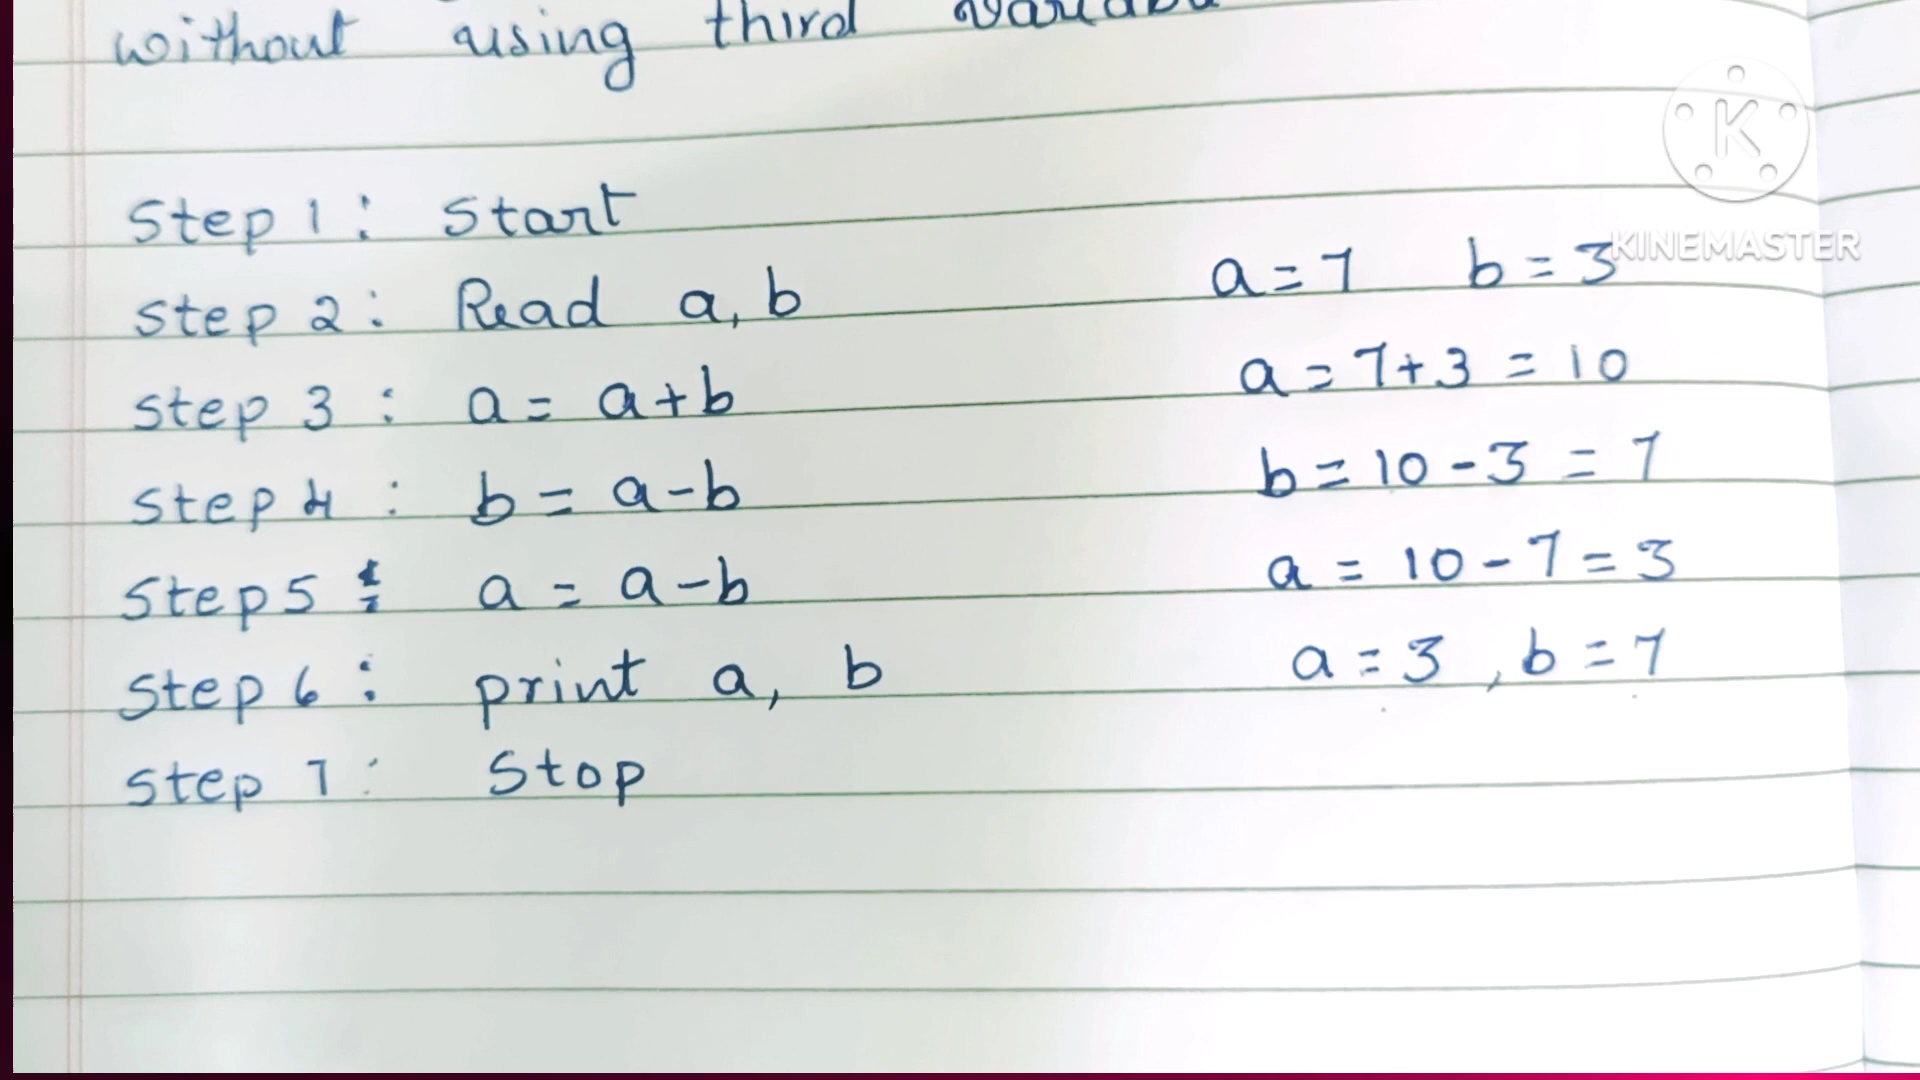 without using third
Step 1 : Start
Step 2 : Read a, b
Step 3 : a = a+b
Step 4 : b = a-b
Step 5 : a = a-b
Step 6 : print a, b
Step 7 : Stop
a = 7 b = 3
a = 7+3 = 10
b = 10-3 = 7
a = 10-7 = 3
a = 3 , b = 7
K
KINEMASTER